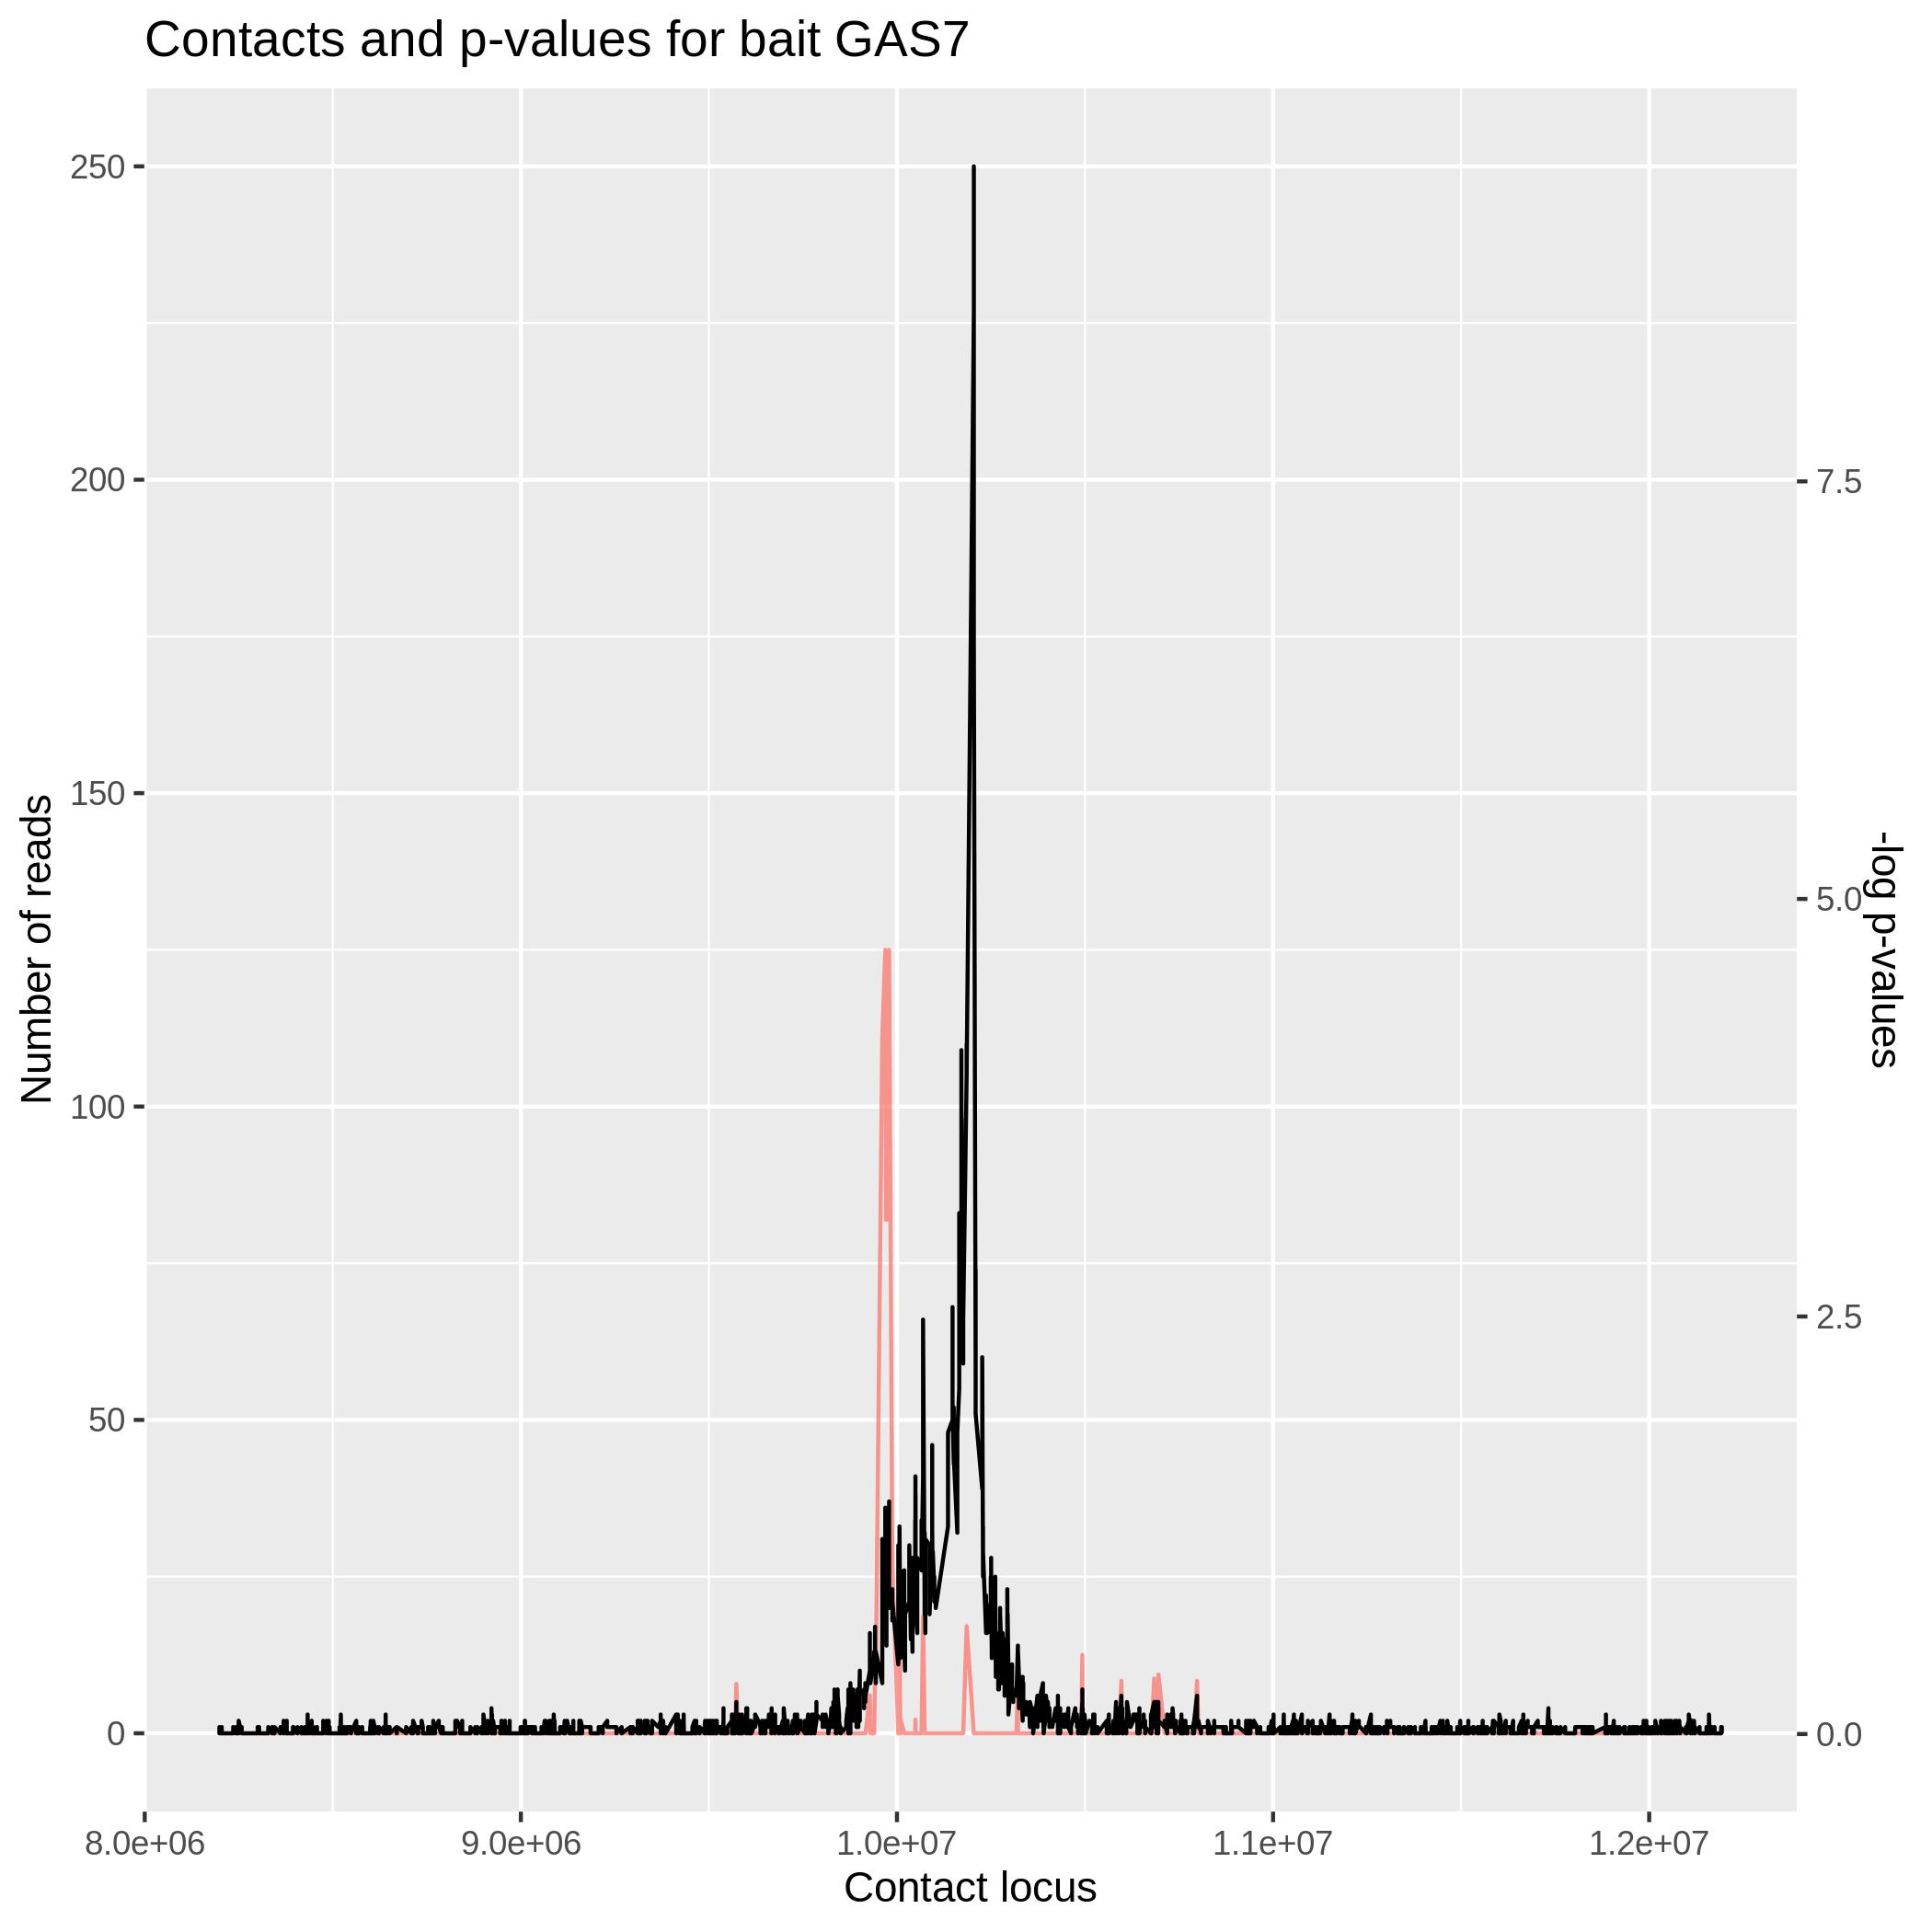 Contacts and p-values for bait GAS7
250
200
150
100
50
0
Number of reads
7.5
5.0
2.5
0.0
-log p-values
8.0e+06
9.0e+06
1.0e+07
1.1e+07
1.2e+07
Contact locus